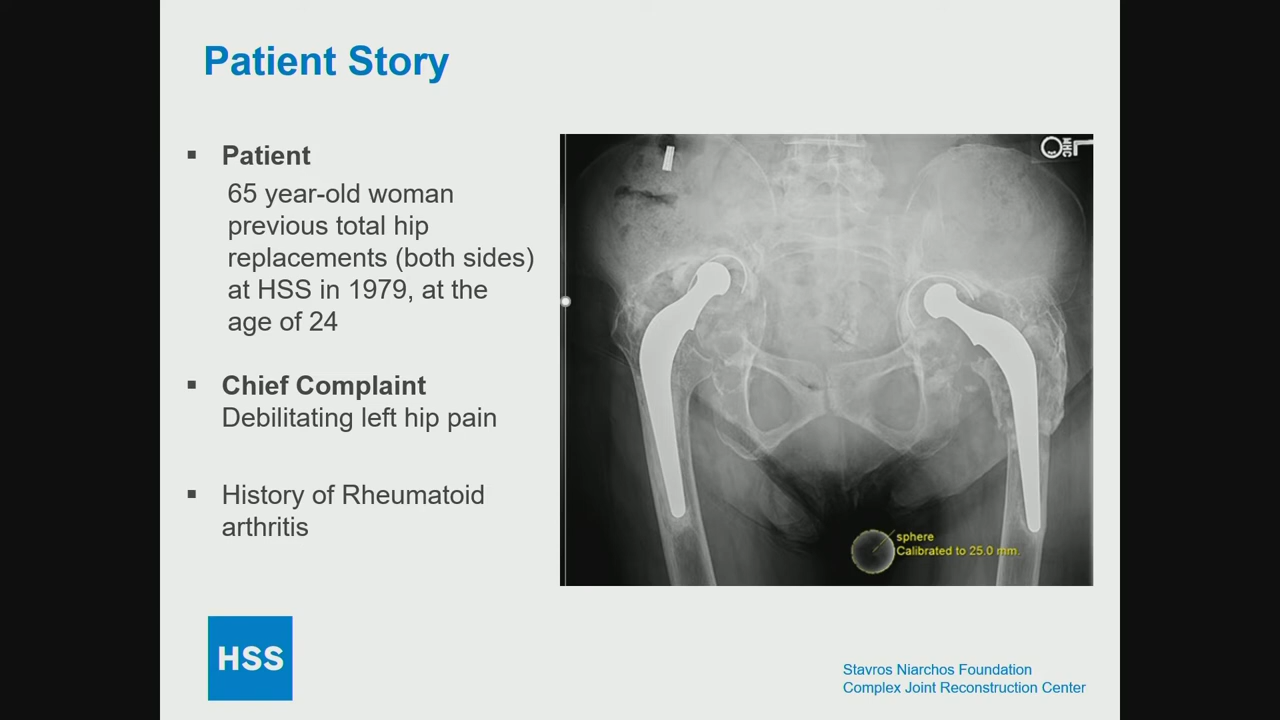 Patient Story
▪ Patient
65 year-old woman
previous total hip
replacements (both sides)
at HSS in 1979, at the
age of 24
▪ Chief Complaint
Debilitating left hip pain
▪ History of Rheumatoid
arthritis
MHC
L
sphere
Calibrated to 25.0 mm.
HSS
Stavros Niarchos Foundation
Complex Joint Reconstruction Center